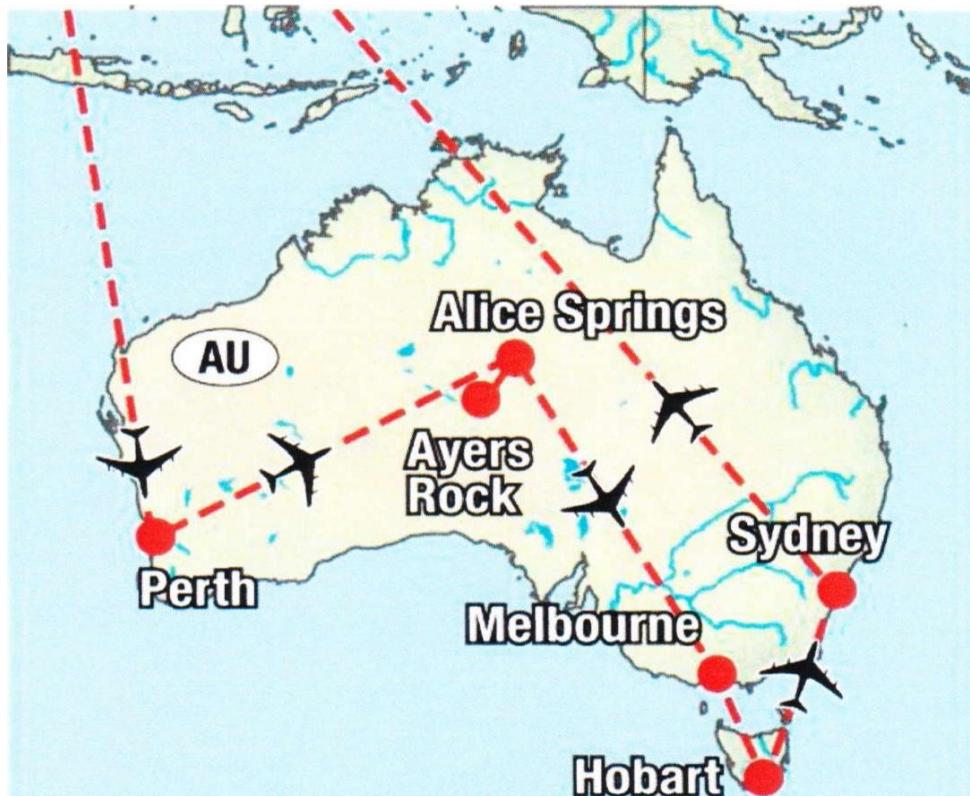 Alice Springs
AU
Ayers
Rock
Sydney
Perth
Melbourne
Hobart